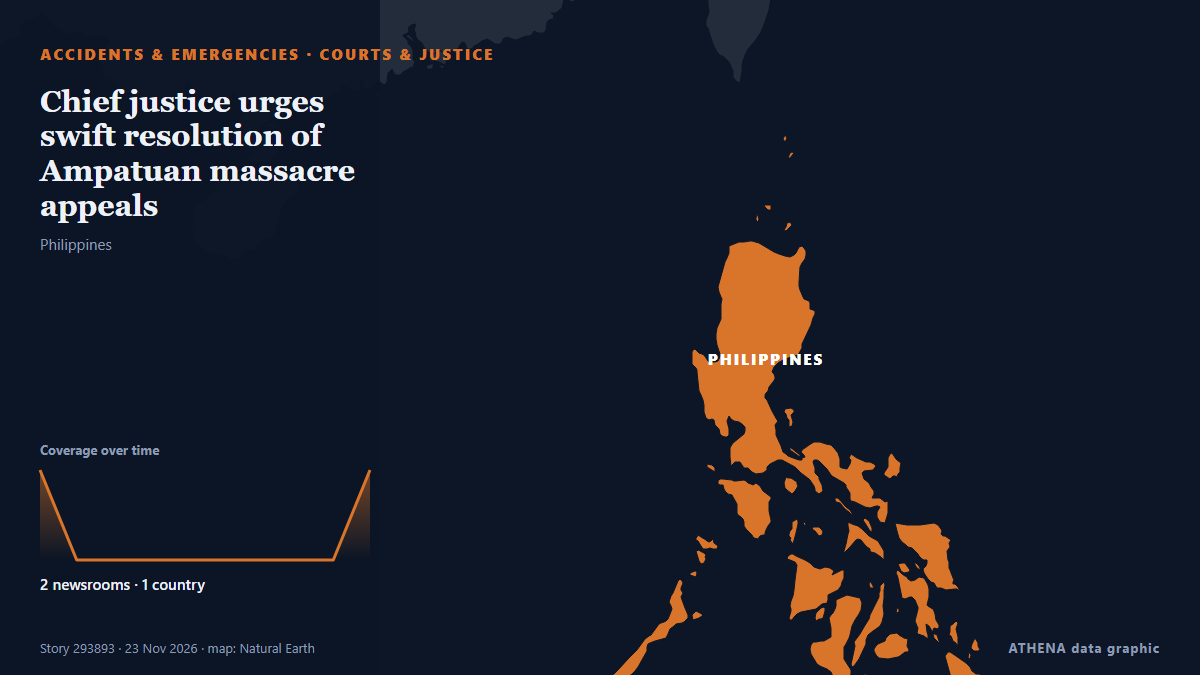 ACCIDENTS & EMERGENCIES · COURTS & JUSTICE
Chief justice urges
swift resolution of
Ampatuan massacre
appeals
Philippines
PHILIPPINES
Coverage over time
2 newsrooms · 1 country
Story 293893 · 23 Nov 2026 · map: Natural Earth
ATHENA data graphic